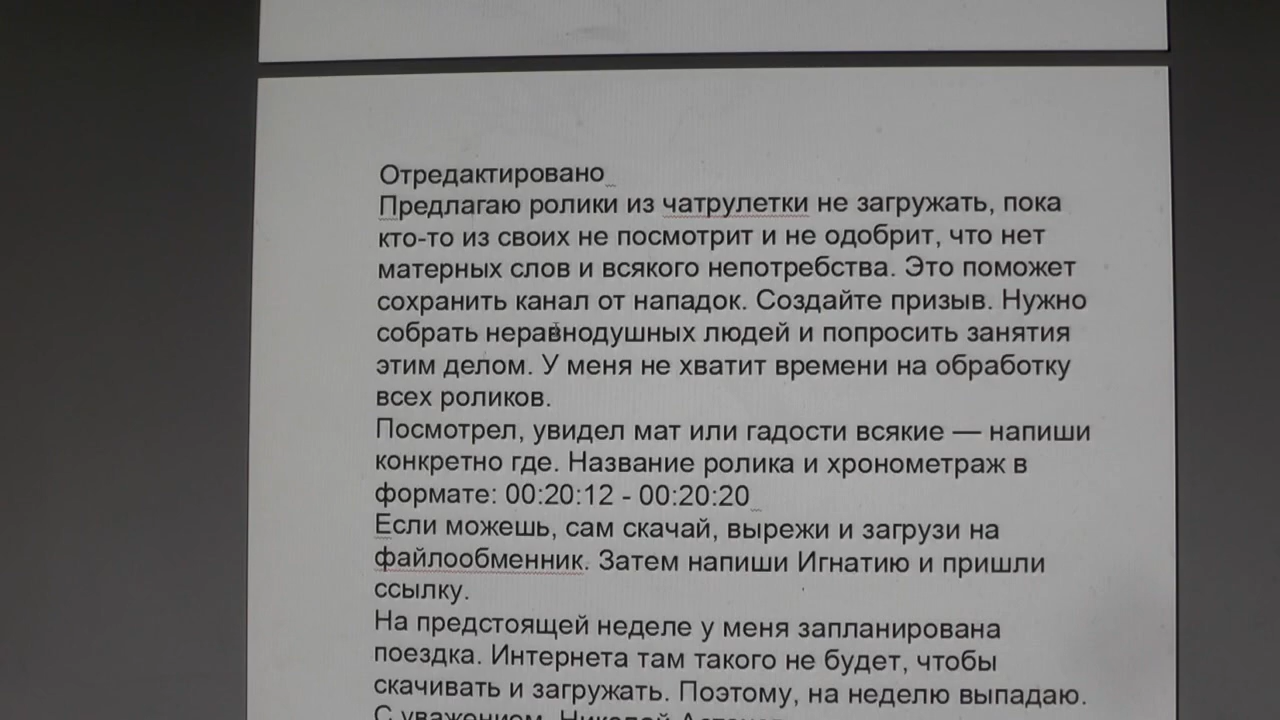 Отредактировано
Предлагаю ролики из чатрулетки не загружать, пока
кто-то из своих не посмотрит и не одобрит, что нет
матерных слов и всякого непотребства. Это поможет
сохранить канал от нападок. Создайте призыв. Нужно
собрать неравнодушных людей и попросить занятия
этим делом. У меня не хватит времени на обработку
всех роликов.
Посмотрел, увидел мат или гадости всякие — напиши
конкретно где. Название ролика и хронометраж в
формате: 00:20:12 - 00:20:20
Если можешь, сам скачай, вырежи и загрузи на
файлообменник. Затем напиши Игнатию и пришли
ссылку.
На предстоящей неделе у меня запланирована
поездка. Интернета там такого не будет, чтобы
скачивать и загружать. Поэтому, на неделю выпадаю.
С уважением, Николай